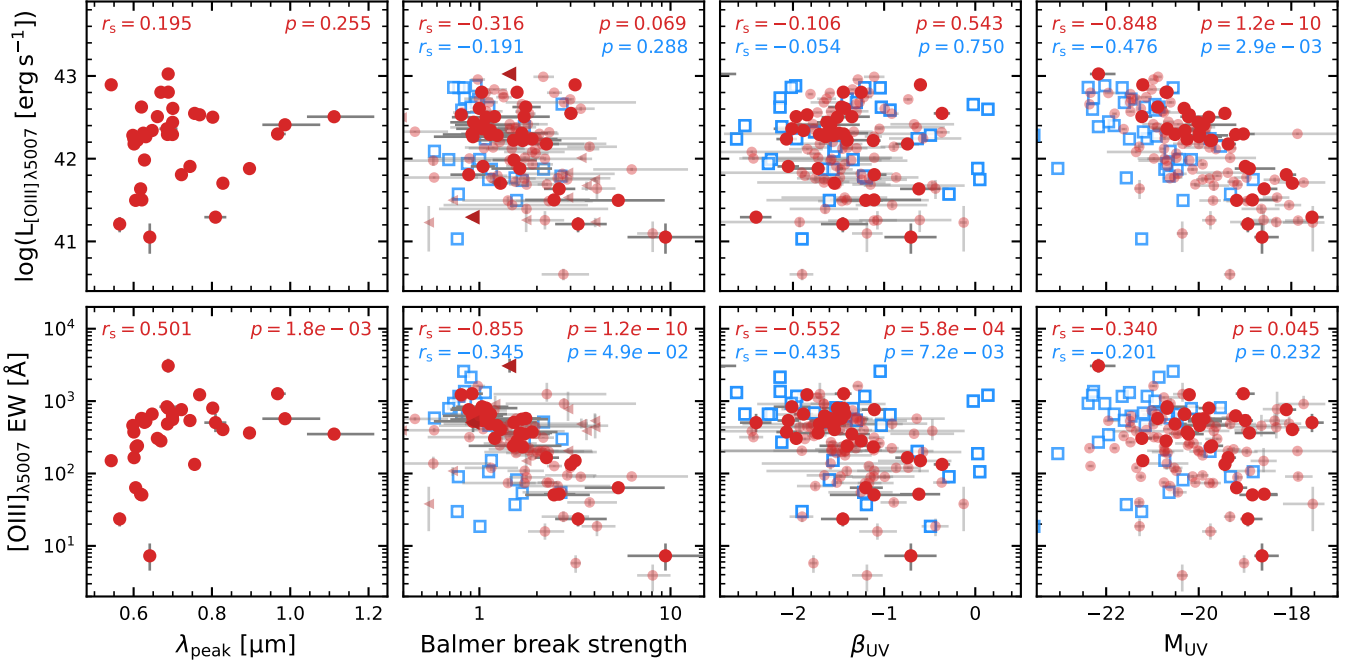 r_s = 0.195 p = 0.255
r_s = −0.316 p = 0.069
r_s = −0.191 p = 0.288
r_s = −0.106 p = 0.543
r_s = −0.054 p = 0.750
r_s = −0.848 p = 1.2e − 10
r_s = −0.476 p = 2.9e − 03
log(L_[OIII]λ5007 [erg s⁻¹])
43
42
41
r_s = 0.501 p = 1.8e − 03
r_s = −0.855 p = 1.2e − 10
r_s = −0.345 p = 4.9e − 02
r_s = −0.552 p = 5.8e − 04
r_s = −0.435 p = 7.2e − 03
r_s = −0.340 p = 0.045
r_s = −0.201 p = 0.232
[OIII]_λ5007 EW [Å]
10⁴
10³
10²
10¹
0.6 0.8 1.0 1.2
1 10
−2 −1 0
−22 −20 −18
λ_peak [μm]
Balmer break strength
β_UV
M_UV